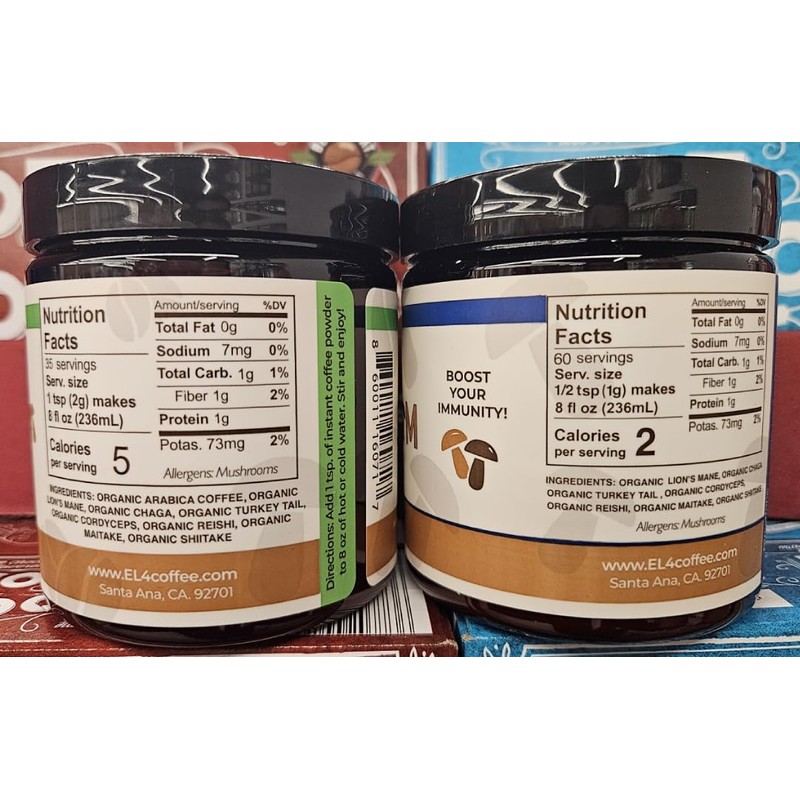 Nutrition
Facts
35 servings
Serv. size
1 tsp (2g) makes
8 fl oz (236mL)
Calories
per serving 5
Amount/serving %DV
Total Fat 0g 0%
Sodium 7mg 0%
Total Carb. 1g 1%
Fiber 1g 2%
Protein 1g
Potas. 73mg 2%
Allergens: Mushrooms
INGREDIENTS: ORGANIC ARABICA COFFEE, ORGANIC
LION'S MANE, ORGANIC CHAGA, ORGANIC TURKEY TAIL,
ORGANIC CORDYCEPS, ORGANIC REISHI, ORGANIC
MAITAKE, ORGANIC SHIITAKE
www.EL4coffee.com
Santa Ana, CA. 92701
Directions: Add 1 tsp. of instant coffee powder
to 8 oz of hot or cold water. Stir and enjoy!
BOOST
YOUR
IMMUNITY!
Nutrition
Facts
60 servings
Serv. size
1/2 tsp (1g) makes
8 fl oz (236mL)
Calories
per serving 2
Amount/serving %DV
Total Fat 0g 0%
Sodium 7mg 0%
Total Carb. 1g 1%
Fiber 1g 2%
Protein 1g
Potas. 73mg 2%
INGREDIENTS: ORGANIC LION'S MANE, ORGANIC CHAGA,
ORGANIC TURKEY TAIL , ORGANIC CORDYCEPS,
ORGANIC REISHI, ORGANIC MAITAKE, ORGANIC SHIITAKE
Allergens: Mushrooms
www.EL4coffee.com
Santa Ana, CA. 92701